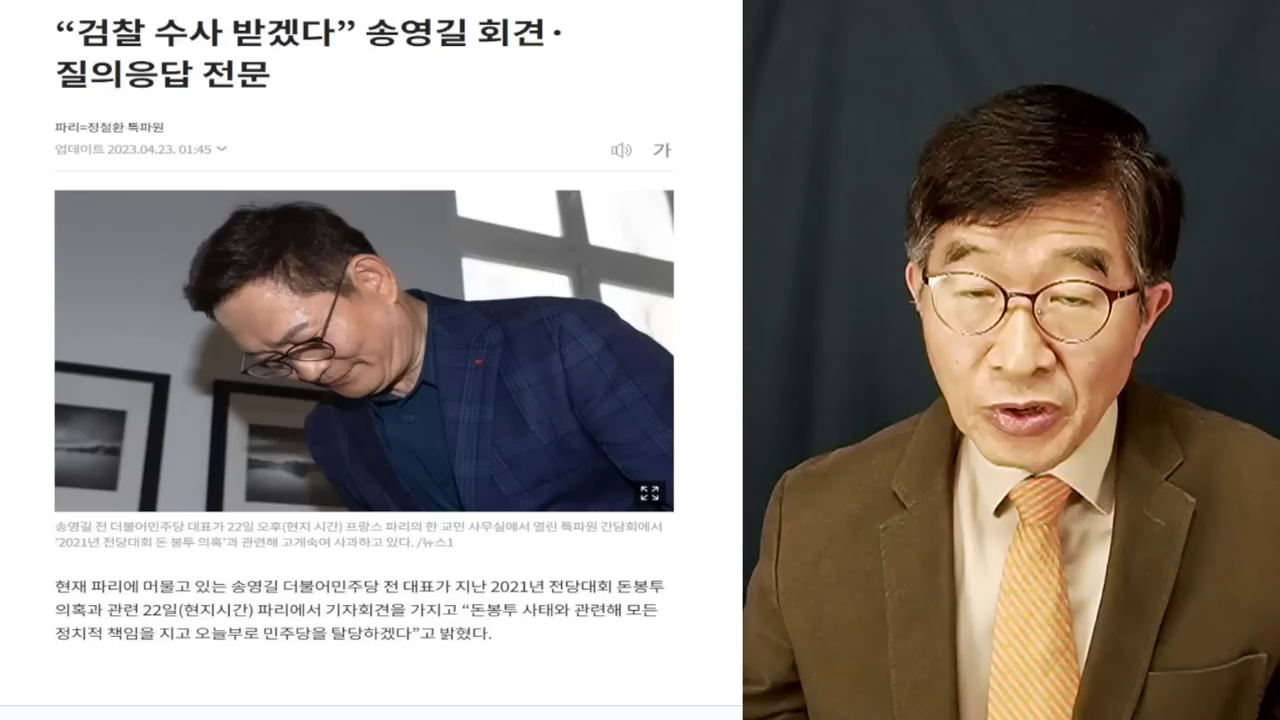 “검찰 수사 받겠다” 송영길 회견·
질의응답 전문
파리=정철환 특파원
업데이트 2023.04.23. 01:45
가
송영길 전 더불어민주당 대표가 22일 오후(현지 시간) 프랑스 파리의 한 교민 사무실에서 열린 특파원 간담회에서
'2021년 전당대회 돈 봉투 의혹'과 관련해 고개숙여 사과하고 있다. /뉴스1
현재 파리에 머물고 있는 송영길 더불어민주당 전 대표가 지난 2021년 전당대회 돈봉투
의혹과 관련 22일(현지시간) 파리에서 기자회견을 가지고 “돈봉투 사태와 관련해 모든
정치적 책임을 지고 오늘부로 민주당을 탈당하겠다”고 밝혔다.